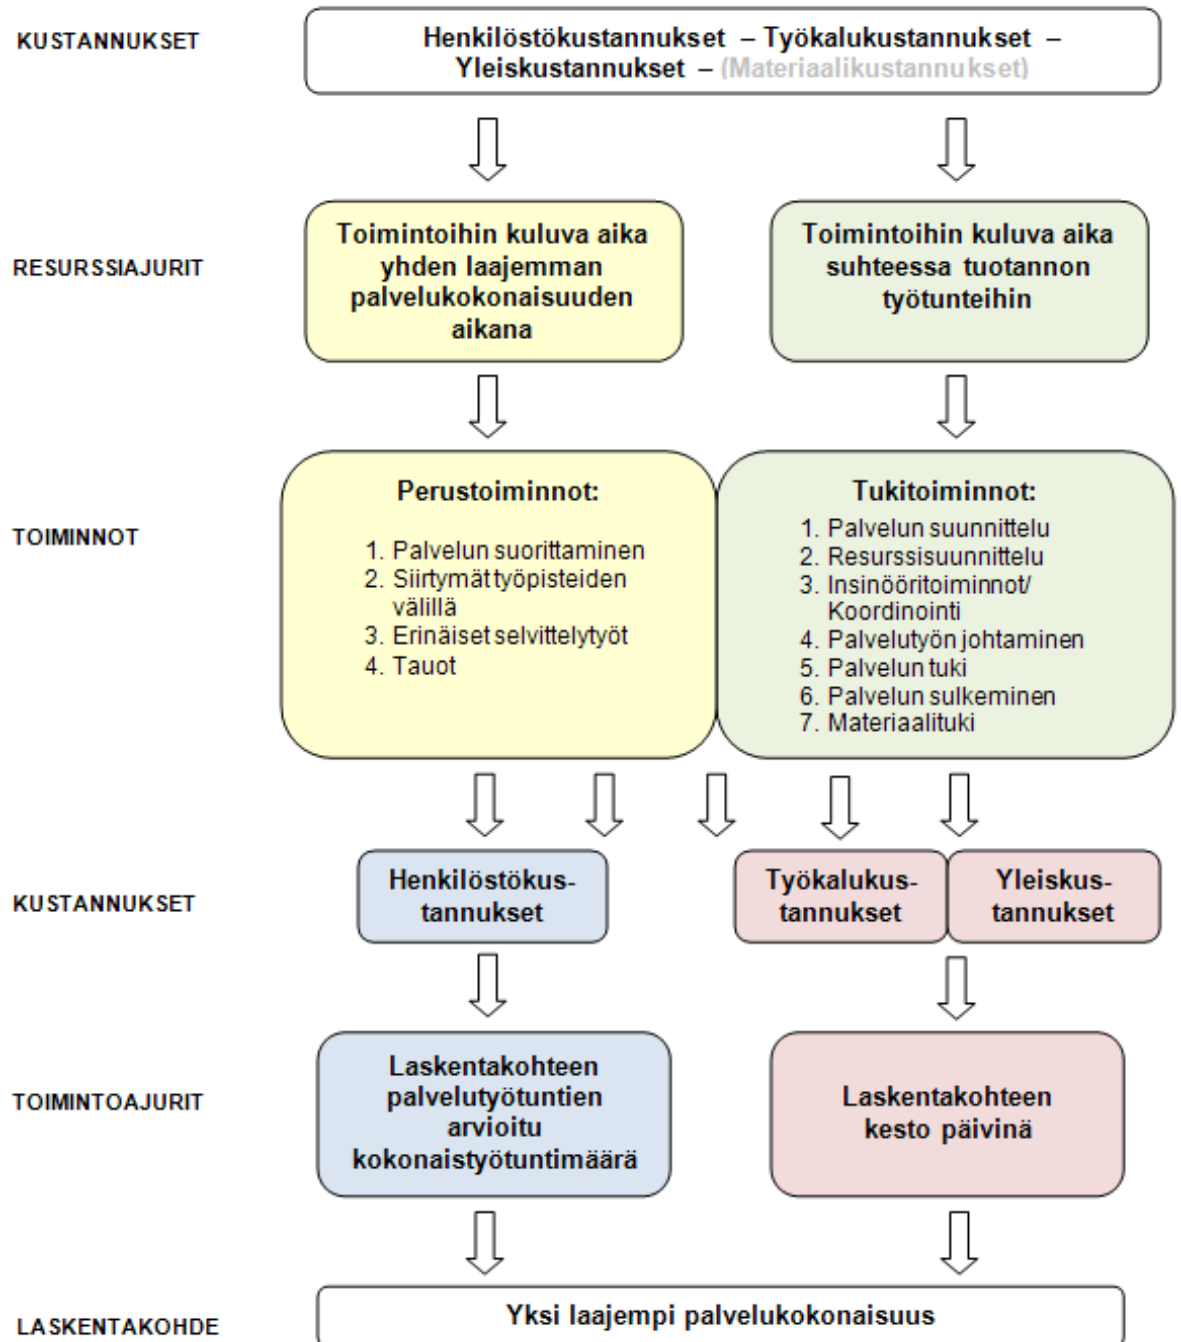 KUSTANNUKSET
Henkilöstökustannukset – Työkalukustannukset –
Yleiskustannukset – (Materiaalikustannukset)
RESURSSIAJURIT
Toimintoihin kuluva aika
yhden laajemman
palvelukokonaisuuden
aikana
Toimintoihin kuluva aika
suhteessa tuotannon
työtunteihin
TOIMINNOT
Perustoiminnot:
1. Palvelun suorittaminen
2. Siirtymät työpisteiden
välillä
3. Erinäiset selvittelytyöt
4. Tauot
Tukitoiminnot:
1. Palvelun suunnittelu
2. Resurssisuunnittelu
3. Insinööritoiminnot/
Koordinointi
4. Palvelutyön johtaminen
5. Palvelun tuki
6. Palvelun sulkeminen
7. Materiaalituki
KUSTANNUKSET
Henkilöstökus-
tannukset
Työkalukus-
tannukset
Yleiskus-
tannukset
TOIMINTOAJURIT
Laskentakohteen
palvelutyötuntien
arvioitu
kokonaistyötuntimäärä
Laskentakohteen
kesto päivinä
LASKENTAKOHDE
Yksi laajempi palvelukokonaisuus